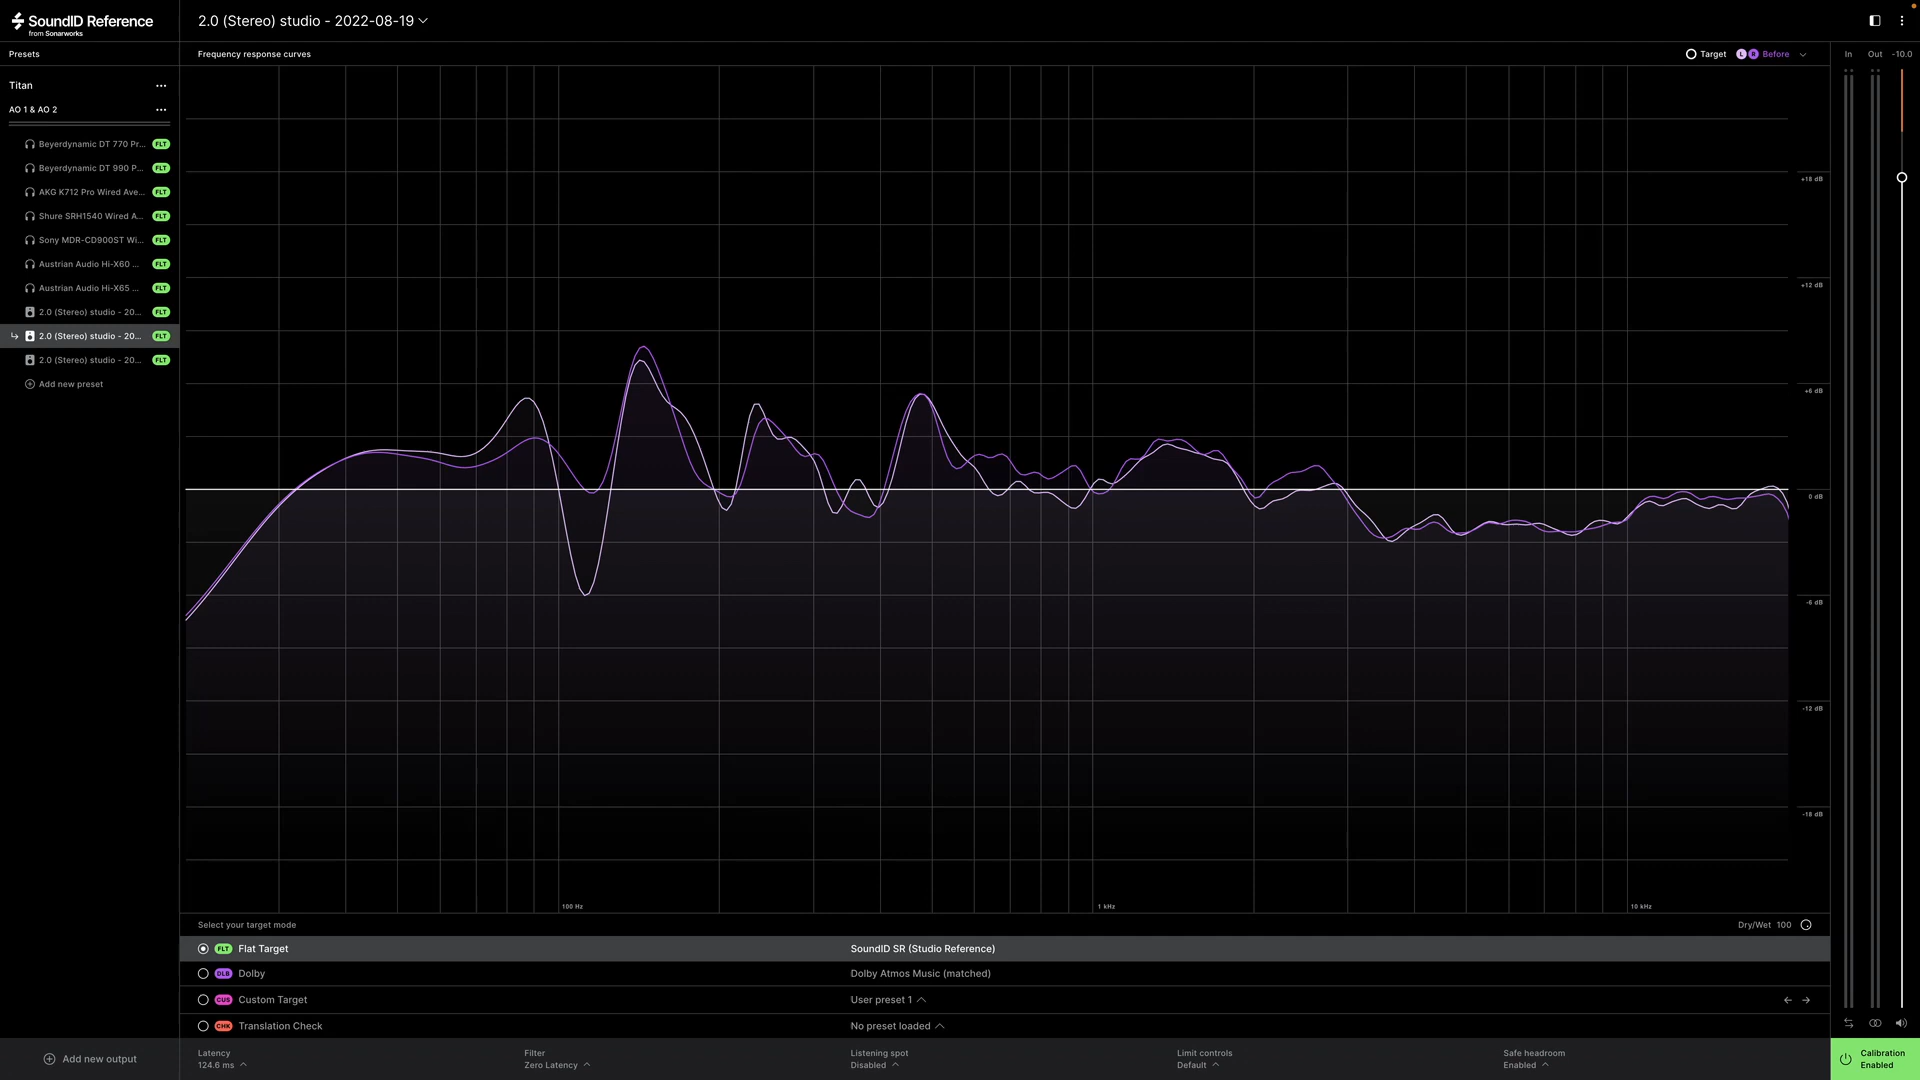 SoundID Reference
from Sonarworks
2.0 (Stereo) studio - 2022-08-19
Presets
Frequency response curves
Target
L
R
Before
In
Out
-10.0
Titan
AO 1 & AO 2
Beyerdynamic DT 770 Pr...
FLT
Beyerdynamic DT 990 P...
FLT
AKG K712 Pro Wired Ave...
FLT
Shure SRH1540 Wired A...
FLT
Sony MDR-CD900ST Wi...
FLT
Austrian Audio Hi-X60 ...
FLT
Austrian Audio Hi-X65 ...
FLT
2.0 (Stereo) studio - 20...
FLT
2.0 (Stereo) studio - 20...
FLT
2.0 (Stereo) studio - 20...
FLT
Add new preset
+18 dB
+12 dB
+6 dB
0 dB
-6 dB
-12 dB
-18 dB
100 Hz
1 kHz
10 kHz
Select your target mode
Dry/Wet 100
FLT Flat Target
SoundID SR (Studio Reference)
DLB Dolby
Dolby Atmos Music (matched)
CUS Custom Target
User preset 1
CHK Translation Check
No preset loaded
Add new output
Latency
124.6 ms
Filter
Zero Latency
Listening spot
Disabled
Limit controls
Default
Safe headroom
Enabled
Calibration
Enabled